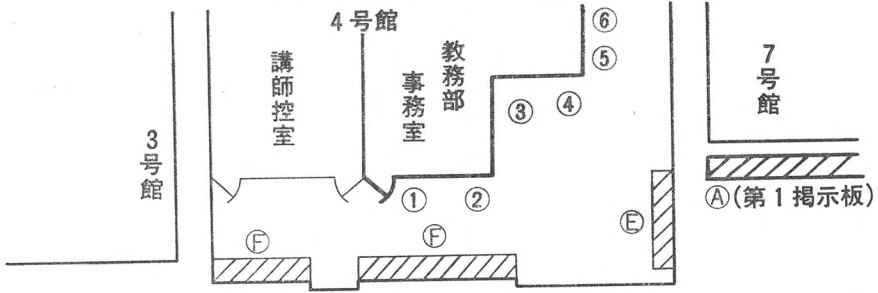 4号館
⑥
⑤
教務部
事務室
講師控室
7号館
③
④
3号館
①
②
Ⓐ(第1掲示板)
Ⓔ
Ⓕ
Ⓕ